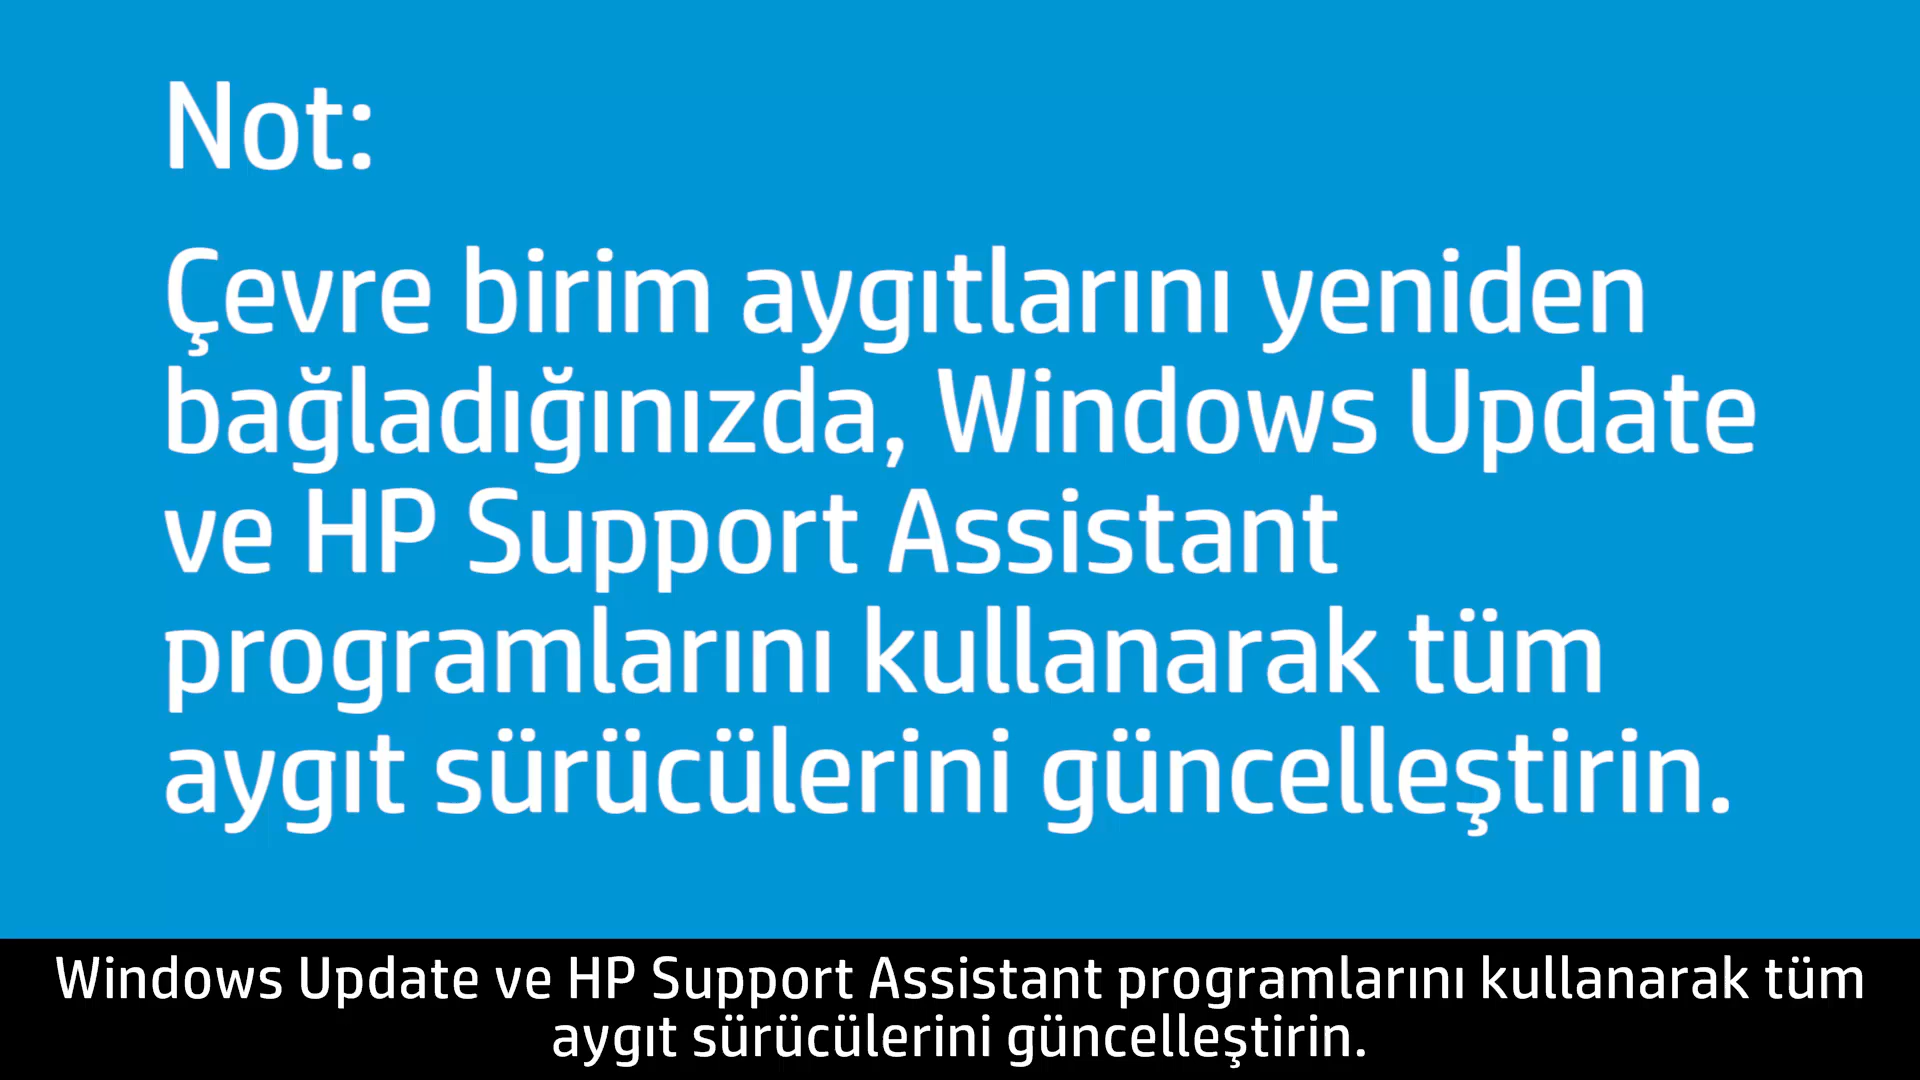 Not:
Çevre birim aygıtlarını yeniden
bağladığınızda, Windows Update
ve HP Support Assistant
programlarını kullanarak tüm
aygıt sürücülerini güncelleştirin.
Windows Update ve HP Support Assistant programlarını kullanarak tüm
aygıt sürücülerini güncelleştirin.